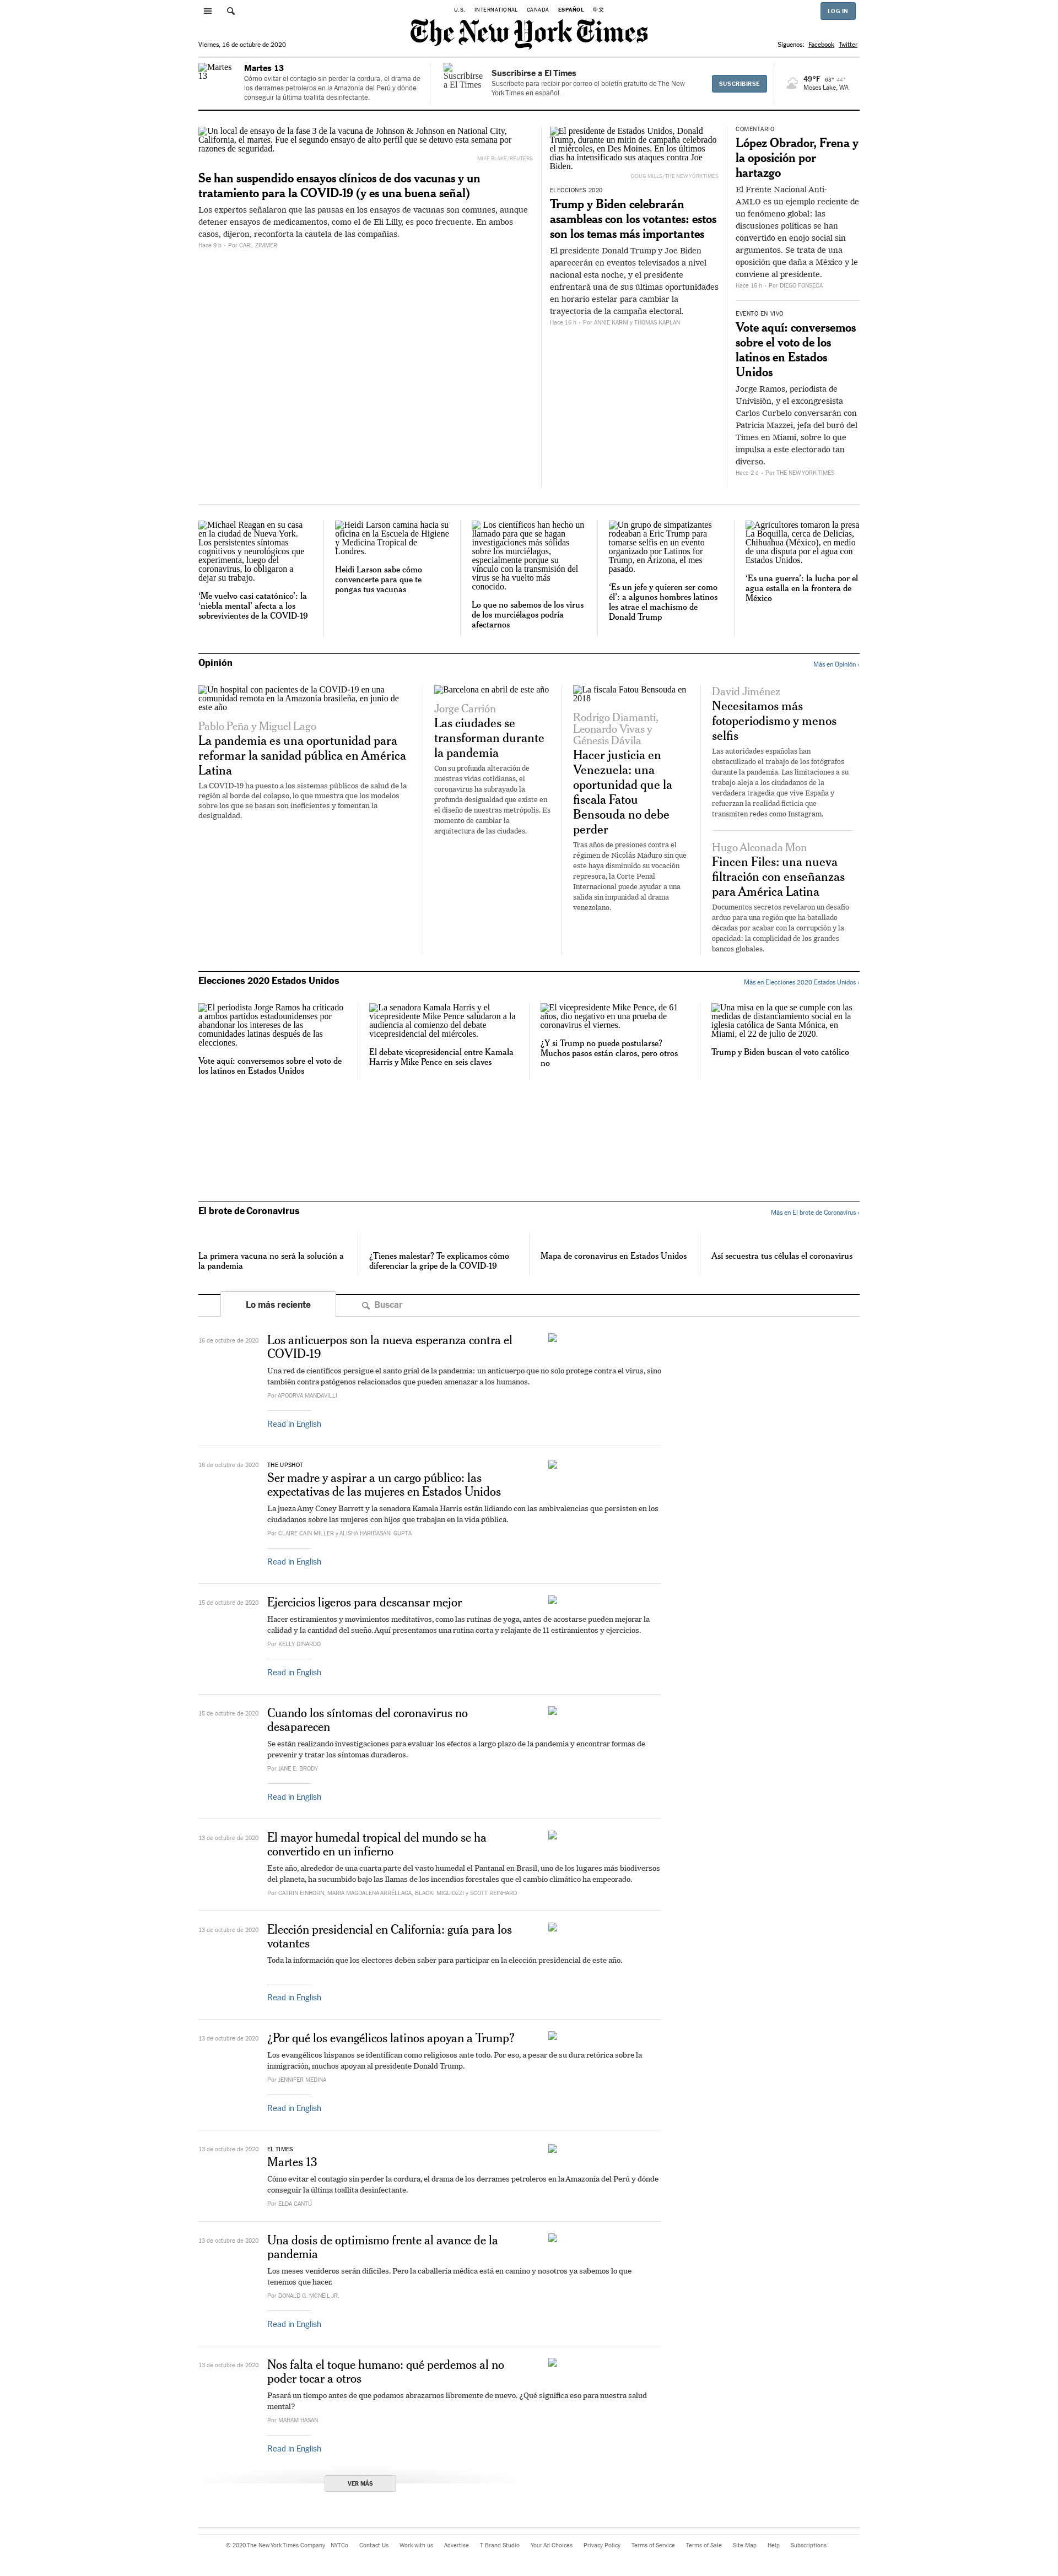 U.S. INTERNATIONAL CANADA ESPAÑOL 中文
LOG IN
The New York Times
Viernes, 16 de octubre de 2020
Síguenos: Facebook Twitter
Martes 13
Martes 13
Cómo evitar el contagio sin perder la cordura, el drama de
los derrames petroleros en la Amazonía del Perú y dónde
conseguir la última toallita desinfectante.
Suscribirse a El Times
Suscribirse a El Times
Suscríbete para recibir por correo el boletín gratuito de The New
York Times en español.
SUSCRIBIRSE
49°F 63° 44°
Moses Lake, WA
Un local de ensayo de la fase 3 de la vacuna de Johnson & Johnson en National City,
California, el martes. Fue el segundo ensayo de alto perfil que se detuvo esta semana por
razones de seguridad.
MIKE BLAKE/REUTERS
Se han suspendido ensayos clínicos de dos vacunas y un
tratamiento para la COVID-19 (y es una buena señal)
Los expertos señalaron que las pausas en los ensayos de vacunas son comunes, aunque
detener ensayos de medicamentos, como el de Eli Lilly, es poco frecuente. En ambos
casos, dijeron, reconforta la cautela de las compañías.
Hace 9 h • Por CARL ZIMMER
El presidente de Estados Unidos, Donald
Trump, durante un mitin de campaña celebrado
el miércoles, en Des Moines. En los últimos
días ha intensificado sus ataques contra Joe
Biden.
DOUG MILLS/THE NEW YORK TIMES
ELECCIONES 2020
Trump y Biden celebrarán
asambleas con los votantes: estos
son los temas más importantes
El presidente Donald Trump y Joe Biden
aparecerán en eventos televisados a nivel
nacional esta noche, y el presidente
enfrentará una de sus últimas oportunidades
en horario estelar para cambiar la
trayectoria de la campaña electoral.
Hace 16 h • Por ANNIE KARNI y THOMAS KAPLAN
COMENTARIO
López Obrador, Frena y
la oposición por
hartazgo
El Frente Nacional Anti-
AMLO es un ejemplo reciente de
un fenómeno global: las
discusiones políticas se han
convertido en enojo social sin
argumentos. Se trata de una
oposición que daña a México y le
conviene al presidente.
Hace 16 h • Por DIEGO FONSECA
EVENTO EN VIVO
Vote aquí: conversemos
sobre el voto de los
latinos en Estados
Unidos
Jorge Ramos, periodista de
Univisión, y el excongresista
Carlos Curbelo conversarán con
Patricia Mazzei, jefa del buró del
Times en Miami, sobre lo que
impulsa a este electorado tan
diverso.
Hace 2 d • Por THE NEW YORK TIMES
Michael Reagan en su casa
en la ciudad de Nueva York.
Los persistentes síntomas
cognitivos y neurológicos que
experimenta, luego del
coronavirus, lo obligaron a
dejar su trabajo.
‘Me vuelvo casi catatónico’: la
‘niebla mental’ afecta a los
sobrevivientes de la COVID-19
Heidi Larson camina hacia su
oficina en la Escuela de Higiene
y Medicina Tropical de
Londres.
Heidi Larson sabe cómo
convencerte para que te
pongas tus vacunas
Los científicos han hecho un
llamado para que se hagan
investigaciones más sólidas
sobre los murciélagos,
especialmente porque su
vínculo con la transmisión del
virus se ha vuelto más
conocido.
Lo que no sabemos de los virus
de los murciélagos podría
afectarnos
Un grupo de simpatizantes
rodeaban a Eric Trump para
tomarse selfis en un evento
organizado por Latinos for
Trump, en Arizona, el mes
pasado.
‘Es un jefe y quieren ser como
él’: a algunos hombres latinos
les atrae el machismo de
Donald Trump
Agricultores tomaron la presa
La Boquilla, cerca de Delicias,
Chihuahua (México), en medio
de una disputa por el agua con
Estados Unidos.
‘Es una guerra’: la lucha por el
agua estalla en la frontera de
México
Opinión
Más en Opinión ›
Un hospital con pacientes de la COVID-19 en una
comunidad remota en la Amazonía brasileña, en junio de
este año
Pablo Peña y Miguel Lago
La pandemia es una oportunidad para
reformar la sanidad pública en América
Latina
La COVID-19 ha puesto a los sistemas públicos de salud de la
región al borde del colapso, lo que muestra que los modelos
sobre los que se basan son ineficientes y fomentan la
desigualdad.
Barcelona en abril de este año
Jorge Carrión
Las ciudades se
transforman durante
la pandemia
Con su profunda alteración de
nuestras vidas cotidianas, el
coronavirus ha subrayado la
profunda desigualdad que existe en
el diseño de nuestras metrópolis. Es
momento de cambiar la
arquitectura de las ciudades.
La fiscala Fatou Bensouda en
2018
Rodrigo Diamanti,
Leonardo Vivas y
Génesis Dávila
Hacer justicia en
Venezuela: una
oportunidad que la
fiscala Fatou
Bensouda no debe
perder
Tras años de presiones contra el
régimen de Nicolás Maduro sin que
este haya disminuido su vocación
represora, la Corte Penal
Internacional puede ayudar a una
salida sin impunidad al drama
venezolano.
David Jiménez
Necesitamos más
fotoperiodismo y menos
selfis
Las autoridades españolas han
obstaculizado el trabajo de los fotógrafos
durante la pandemia. Las limitaciones a su
trabajo aleja a los ciudadanos de la
verdadera tragedia que vive España y
refuerzan la realidad ficticia que
transmiten redes como Instagram.
Hugo Alconada Mon
Fincen Files: una nueva
filtración con enseñanzas
para América Latina
Documentos secretos revelaron un desafío
arduo para una región que ha batallado
décadas por acabar con la corrupción y la
opacidad: la complicidad de los grandes
bancos globales.
Elecciones 2020 Estados Unidos
Más en Elecciones 2020 Estados Unidos ›
El periodista Jorge Ramos ha criticado
a ambos partidos estadounidenses por
abandonar los intereses de las
comunidades latinas después de las
elecciones.
Vote aquí: conversemos sobre el voto de
los latinos en Estados Unidos
La senadora Kamala Harris y el
vicepresidente Mike Pence saludaron a la
audiencia al comienzo del debate
vicepresidencial del miércoles.
El debate vicepresidencial entre Kamala
Harris y Mike Pence en seis claves
El vicepresidente Mike Pence, de 61
años, dio negativo en una prueba de
coronavirus el viernes.
¿Y si Trump no puede postularse?
Muchos pasos están claros, pero otros
no
Una misa en la que se cumple con las
medidas de distanciamiento social en la
iglesia católica de Santa Mónica, en
Miami, el 22 de julio de 2020.
Trump y Biden buscan el voto católico
El brote de Coronavirus
Más en El brote de Coronavirus ›
La primera vacuna no será la solución a
la pandemia
¿Tienes malestar? Te explicamos cómo
diferenciar la gripe de la COVID-19
Mapa de coronavirus en Estados Unidos
Así secuestra tus células el coronavirus
Lo más reciente
Buscar
16 de octubre de 2020
Los anticuerpos son la nueva esperanza contra el
COVID-19
Una red de científicos persigue el santo grial de la pandemia: un anticuerpo que no solo protege contra el virus, sino
también contra patógenos relacionados que pueden amenazar a los humanos.
Por APOORVA MANDAVILLI
Read in English
16 de octubre de 2020
THE UPSHOT
Ser madre y aspirar a un cargo público: las
expectativas de las mujeres en Estados Unidos
La jueza Amy Coney Barrett y la senadora Kamala Harris están lidiando con las ambivalencias que persisten en los
ciudadanos sobre las mujeres con hijos que trabajan en la vida pública.
Por CLAIRE CAIN MILLER y ALISHA HARIDASANI GUPTA
Read in English
15 de octubre de 2020
Ejercicios ligeros para descansar mejor
Hacer estiramientos y movimientos meditativos, como las rutinas de yoga, antes de acostarse pueden mejorar la
calidad y la cantidad del sueño. Aquí presentamos una rutina corta y relajante de 11 estiramientos y ejercicios.
Por KELLY DINARDO
Read in English
15 de octubre de 2020
Cuando los síntomas del coronavirus no
desaparecen
Se están realizando investigaciones para evaluar los efectos a largo plazo de la pandemia y encontrar formas de
prevenir y tratar los síntomas duraderos.
Por JANE E. BRODY
Read in English
13 de octubre de 2020
El mayor humedal tropical del mundo se ha
convertido en un infierno
Este año, alrededor de una cuarta parte del vasto humedal el Pantanal en Brasil, uno de los lugares más biodiversos
del planeta, ha sucumbido bajo las llamas de los incendios forestales que el cambio climático ha empeorado.
Por CATRIN EINHORN, MARIA MAGDALENA ARRÉLLAGA, BLACKI MIGLIOZZI y SCOTT REINHARD
13 de octubre de 2020
Elección presidencial en California: guía para los
votantes
Toda la información que los electores deben saber para participar en la elección presidencial de este año.
Read in English
13 de octubre de 2020
¿Por qué los evangélicos latinos apoyan a Trump?
Los evangélicos hispanos se identifican como religiosos ante todo. Por eso, a pesar de su dura retórica sobre la
inmigración, muchos apoyan al presidente Donald Trump.
Por JENNIFER MEDINA
Read in English
13 de octubre de 2020
EL TIMES
Martes 13
Cómo evitar el contagio sin perder la cordura, el drama de los derrames petroleros en la Amazonía del Perú y dónde
conseguir la última toallita desinfectante.
Por ELDA CANTÚ
13 de octubre de 2020
Una dosis de optimismo frente al avance de la
pandemia
Los meses venideros serán difíciles. Pero la caballería médica está en camino y nosotros ya sabemos lo que
tenemos que hacer.
Por DONALD G. MCNEIL JR.
Read in English
13 de octubre de 2020
Nos falta el toque humano: qué perdemos al no
poder tocar a otros
Pasará un tiempo antes de que podamos abrazarnos libremente de nuevo. ¿Qué significa eso para nuestra salud
mental?
Por MAHAM HASAN
Read in English
VER MÁS
© 2020 The New York Times Company NYTCo Contact Us Work with us Advertise T Brand Studio Your Ad Choices Privacy Policy Terms of Service Terms of Sale Site Map Help Subscriptions